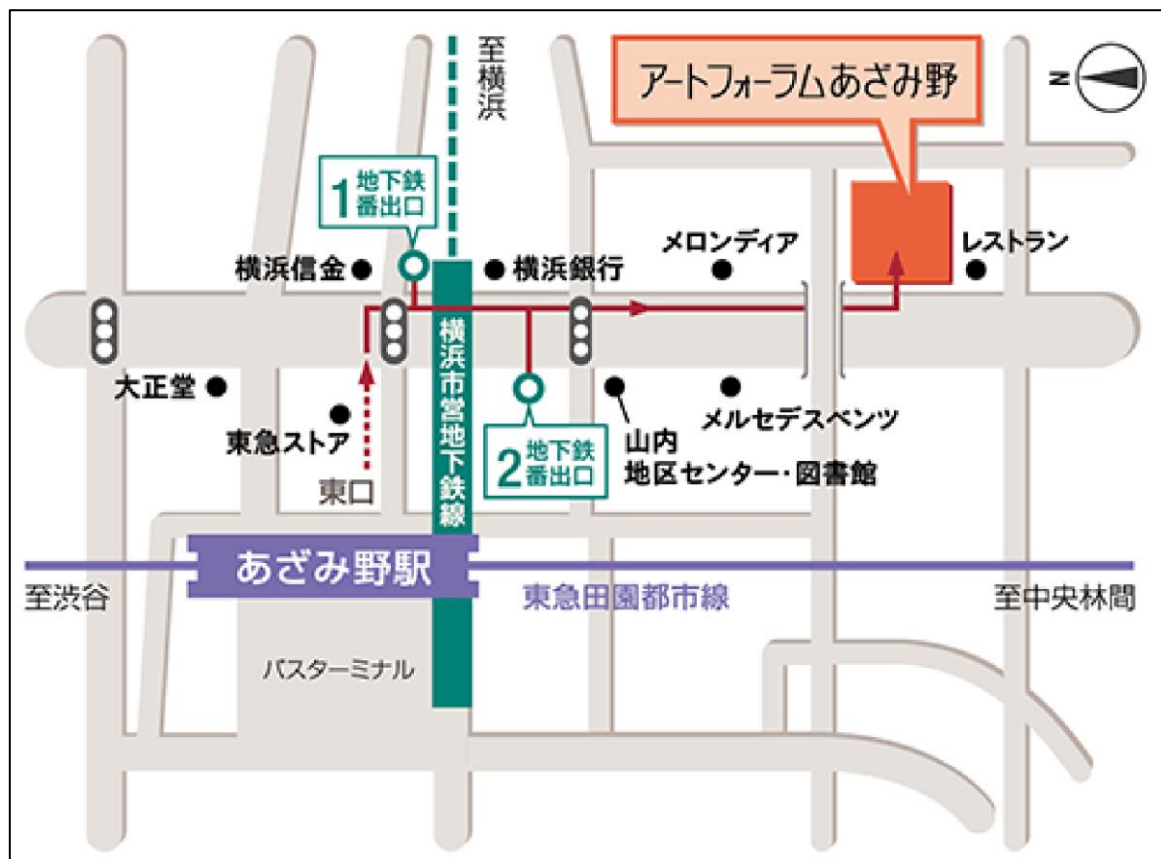 至横浜
アートフォーラムあざみ野
N
1 地下鉄
番出口
横浜信金
横浜銀行
メロンディア
レストラン
横浜市営地下鉄線
大正堂
東急ストア
東口
2 地下鉄
番出口
山内
地区センター・図書館
メルセデスベンツ
あざみ野駅
至渋谷
東急田園都市線
至中央林間
バスターミナル